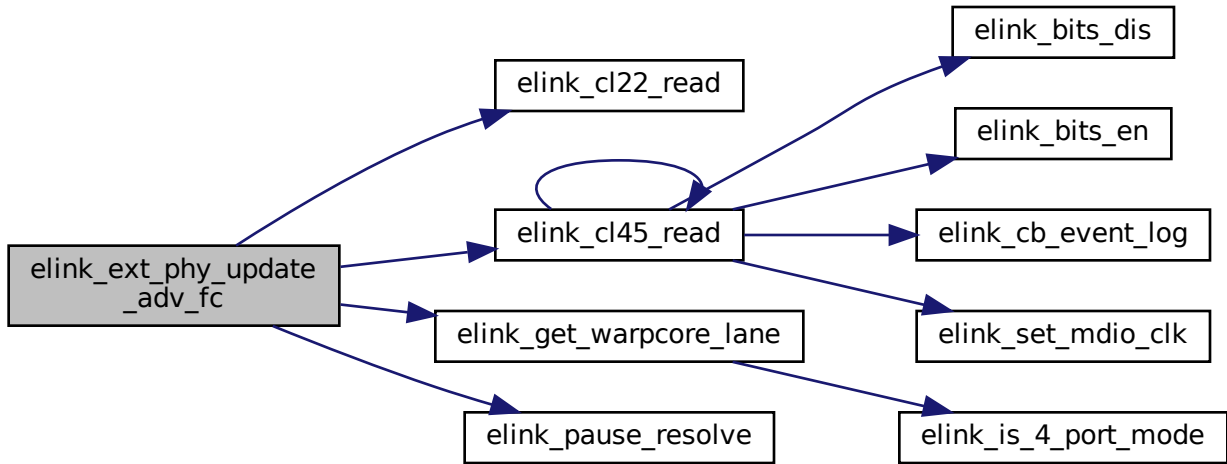 elink_ext_phy_update
_adv_fc
elink_cl22_read
elink_cl45_read
elink_get_warpcore_lane
elink_pause_resolve
elink_bits_dis
elink_bits_en
elink_cb_event_log
elink_set_mdio_clk
elink_is_4_port_mode